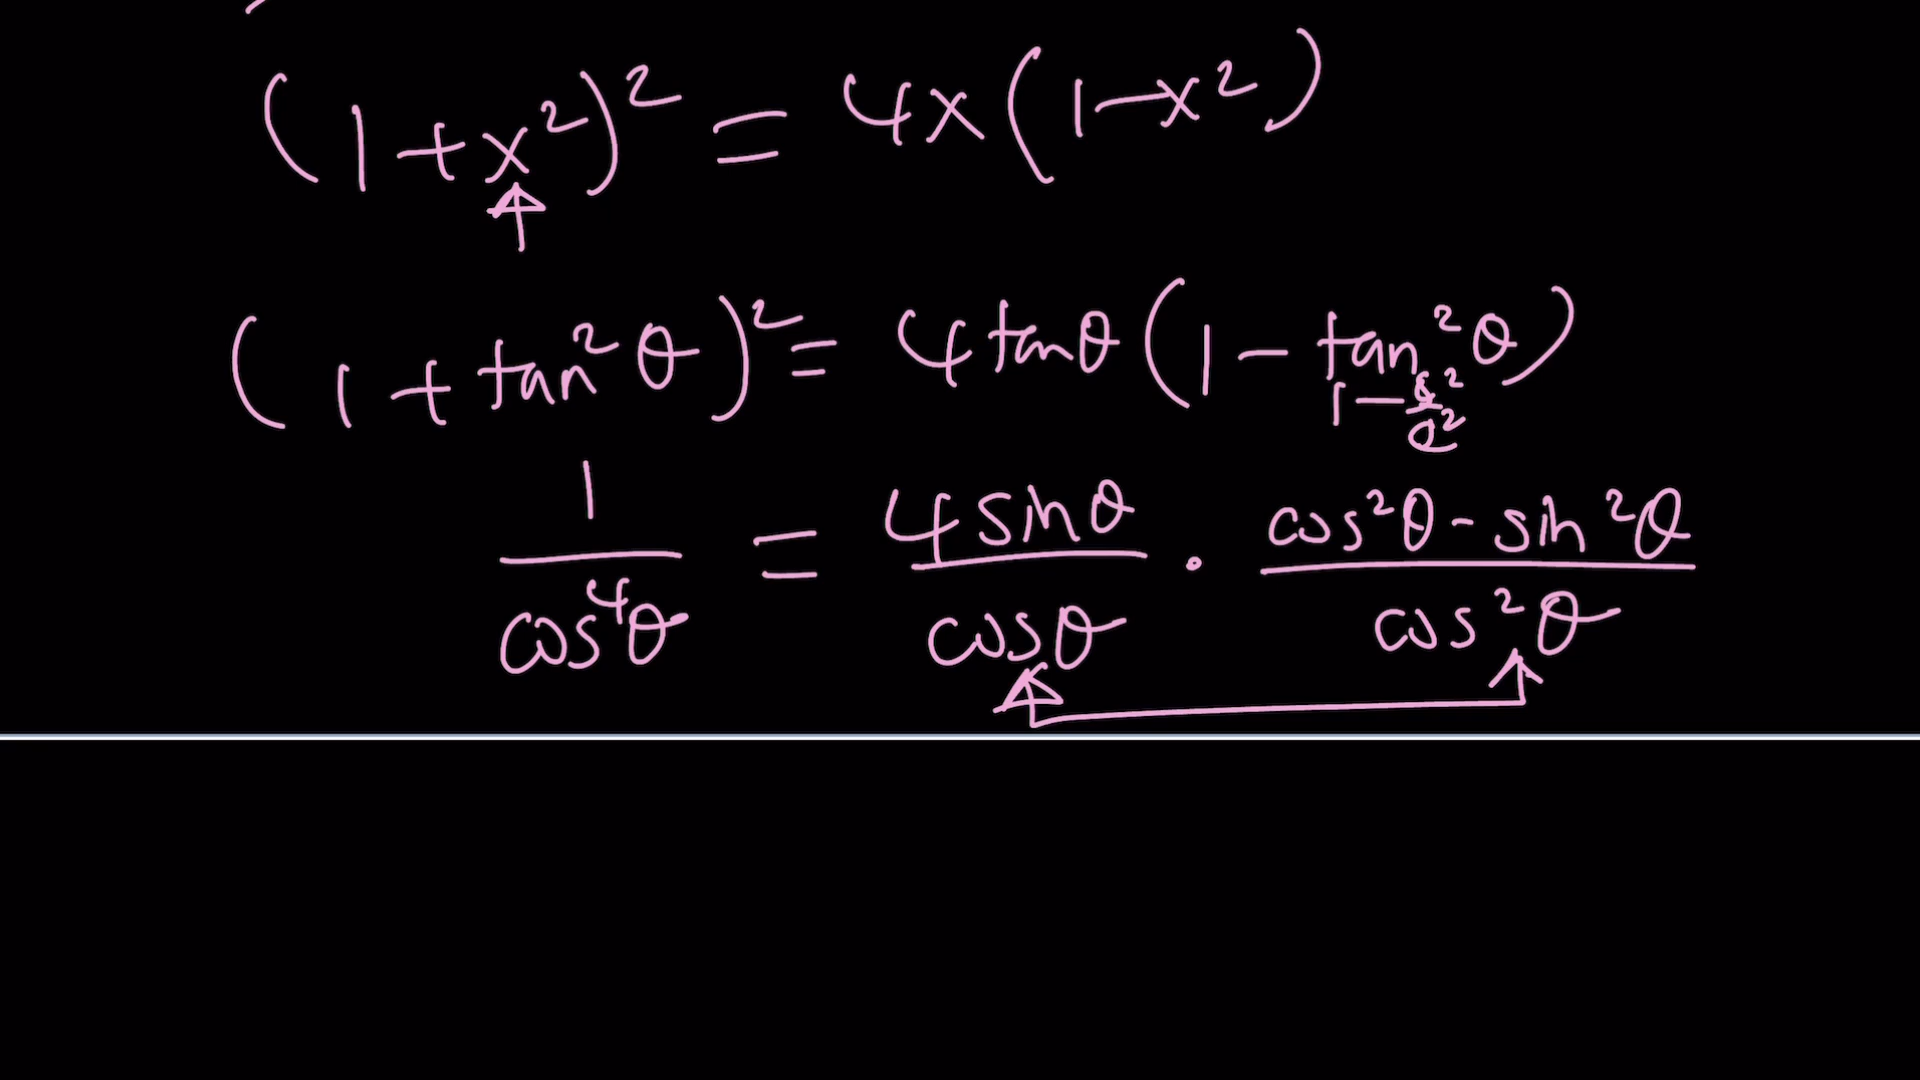 (1+x²)² = 4x(1-x²)
(1+tan²θ)² = 4tanθ(1-tan²θ)
1/cos⁴θ = 4sinθ/cosθ · cos²θ-sin²θ/cos²θ